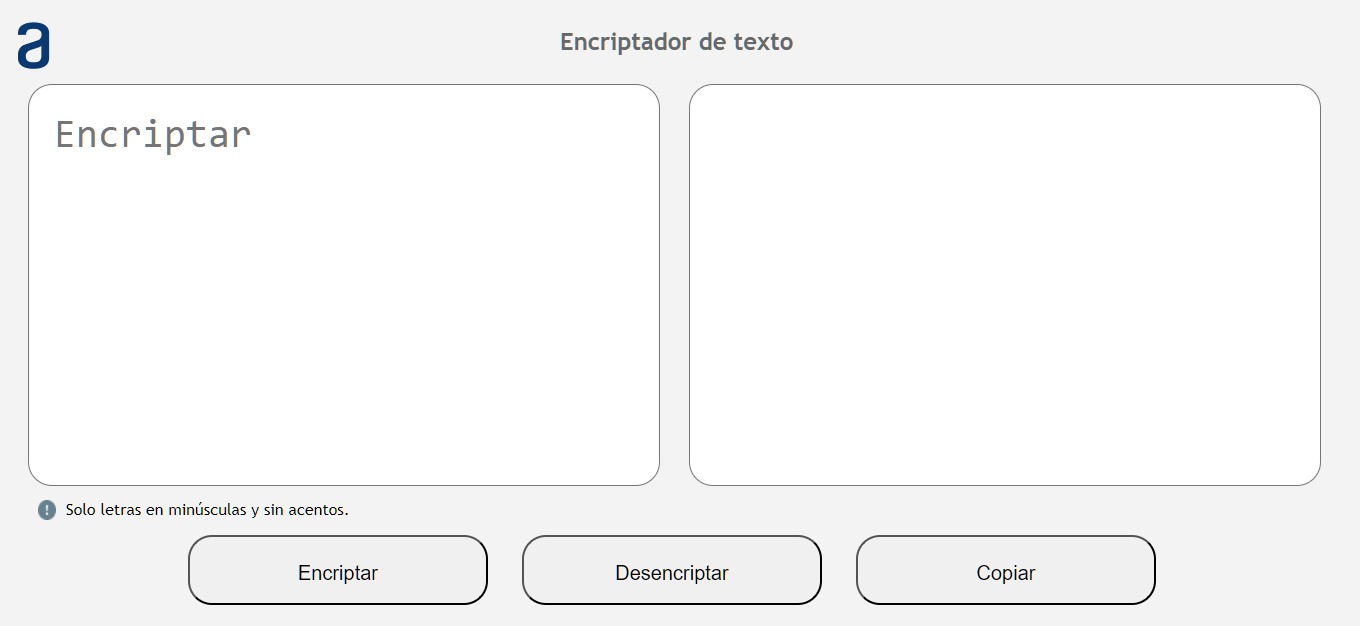 a
Encriptador de texto
Encriptar
Solo letras en minúsculas y sin acentos.
Encriptar
Desencriptar
Copiar